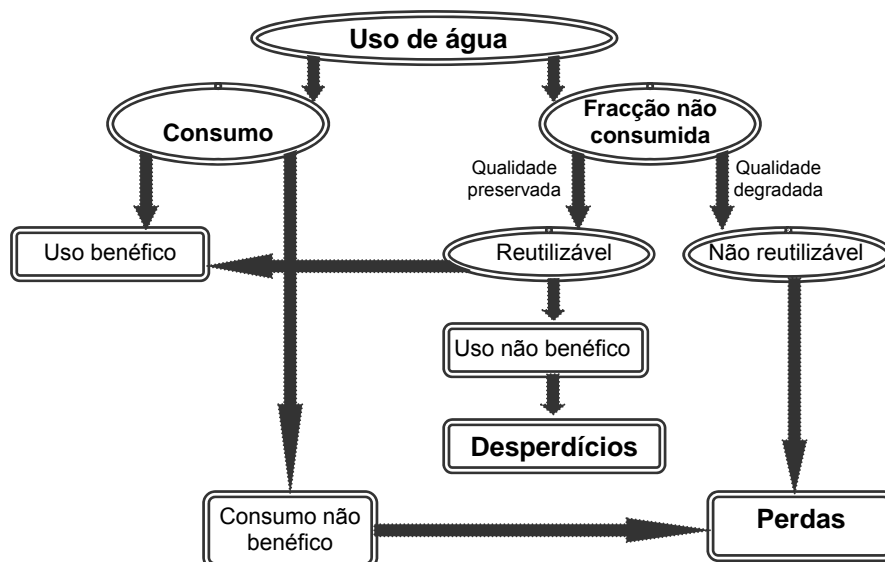 Uso de água
Consumo
Fracção não
consumida
Qualidade
preservada
Qualidade
degradada
Uso benéfico
Reutilizável
Não reutilizável
Uso não benéfico
Desperdícios
Consumo não
benéfico
Perdas